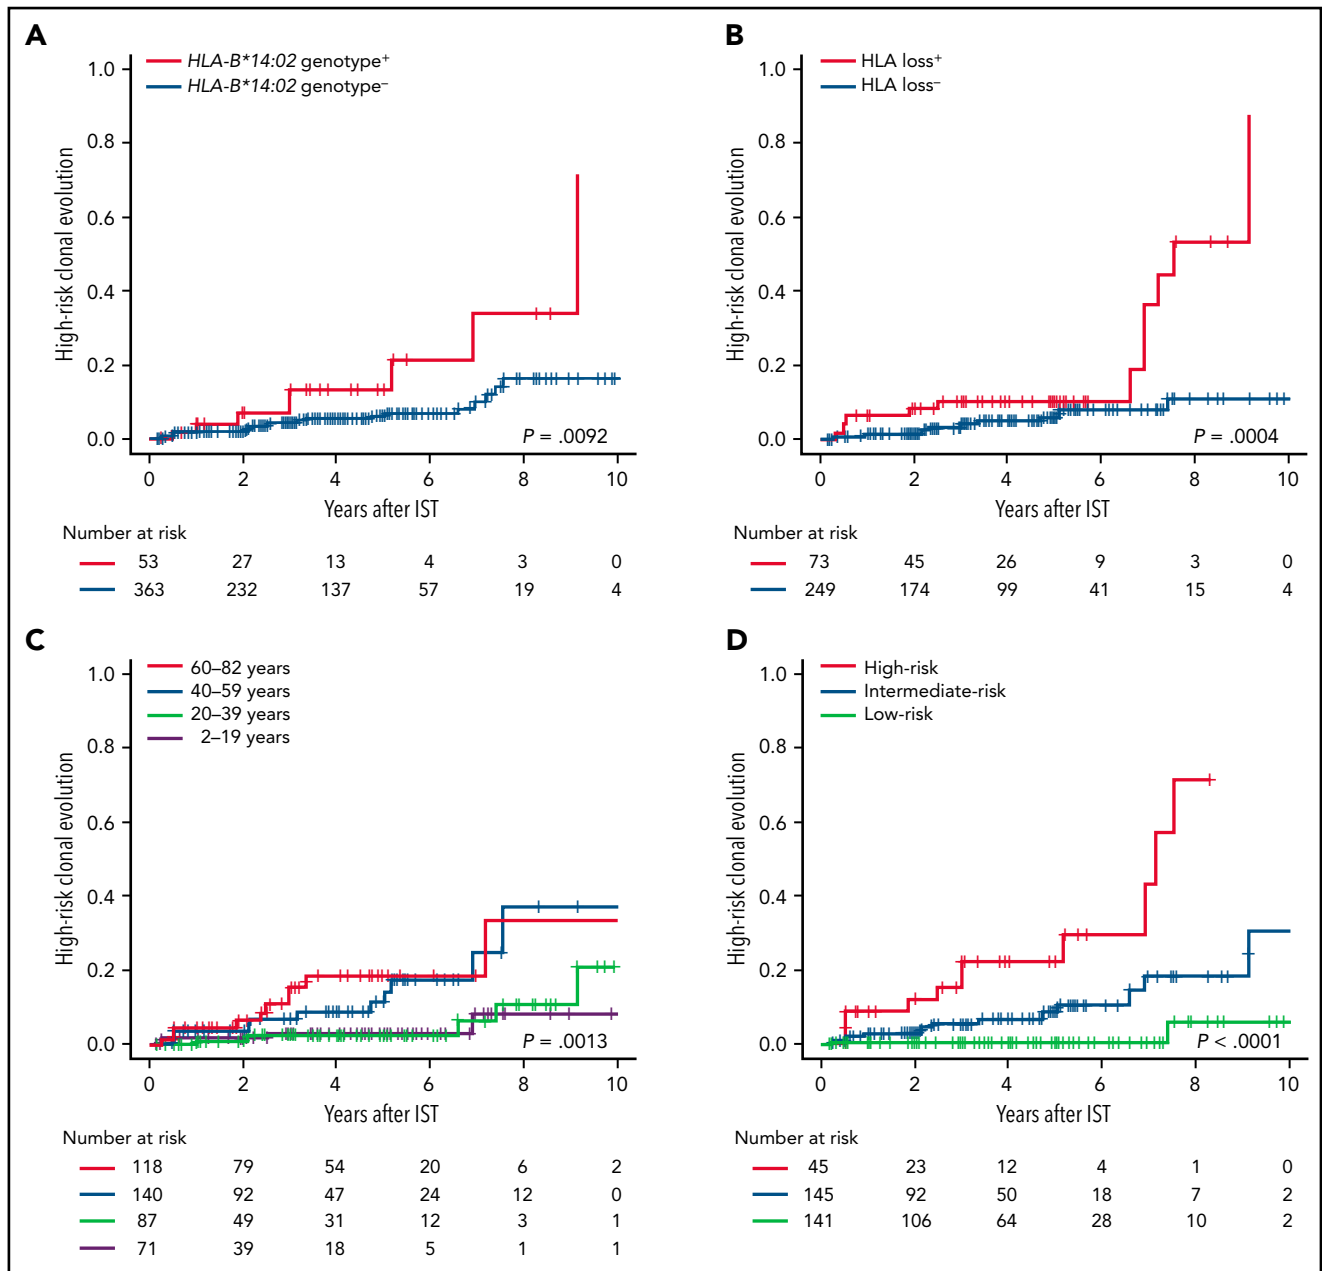 A
HLA-B*14:02 genotype+
HLA-B*14:02 genotype–
High-risk clonal evolution
1.0
0.8
0.6
0.4
0.2
0.0
P = .0092
0 2 4 6 8 10
Years after IST
Number at risk
53 27 13 4 3 0
363 232 137 57 19 4
B
HLA loss+
HLA loss–
High-risk clonal evolution
1.0
0.8
0.6
0.4
0.2
0.0
P = .0004
0 2 4 6 8 10
Years after IST
Number at risk
73 45 26 9 3 0
249 174 99 41 15 4
C
60–82 years
40–59 years
20–39 years
2–19 years
High-risk clonal evolution
1.0
0.8
0.6
0.4
0.2
0.0
P = .0013
0 2 4 6 8 10
Years after IST
Number at risk
118 79 54 20 6 2
140 92 47 24 12 0
87 49 31 12 3 1
71 39 18 5 1 1
D
High-risk
Intermediate-risk
Low-risk
High-risk clonal evolution
1.0
0.8
0.6
0.4
0.2
0.0
P < .0001
0 2 4 6 8 10
Years after IST
Number at risk
45 23 12 4 1 0
145 92 50 18 7 2
141 106 64 28 10 2